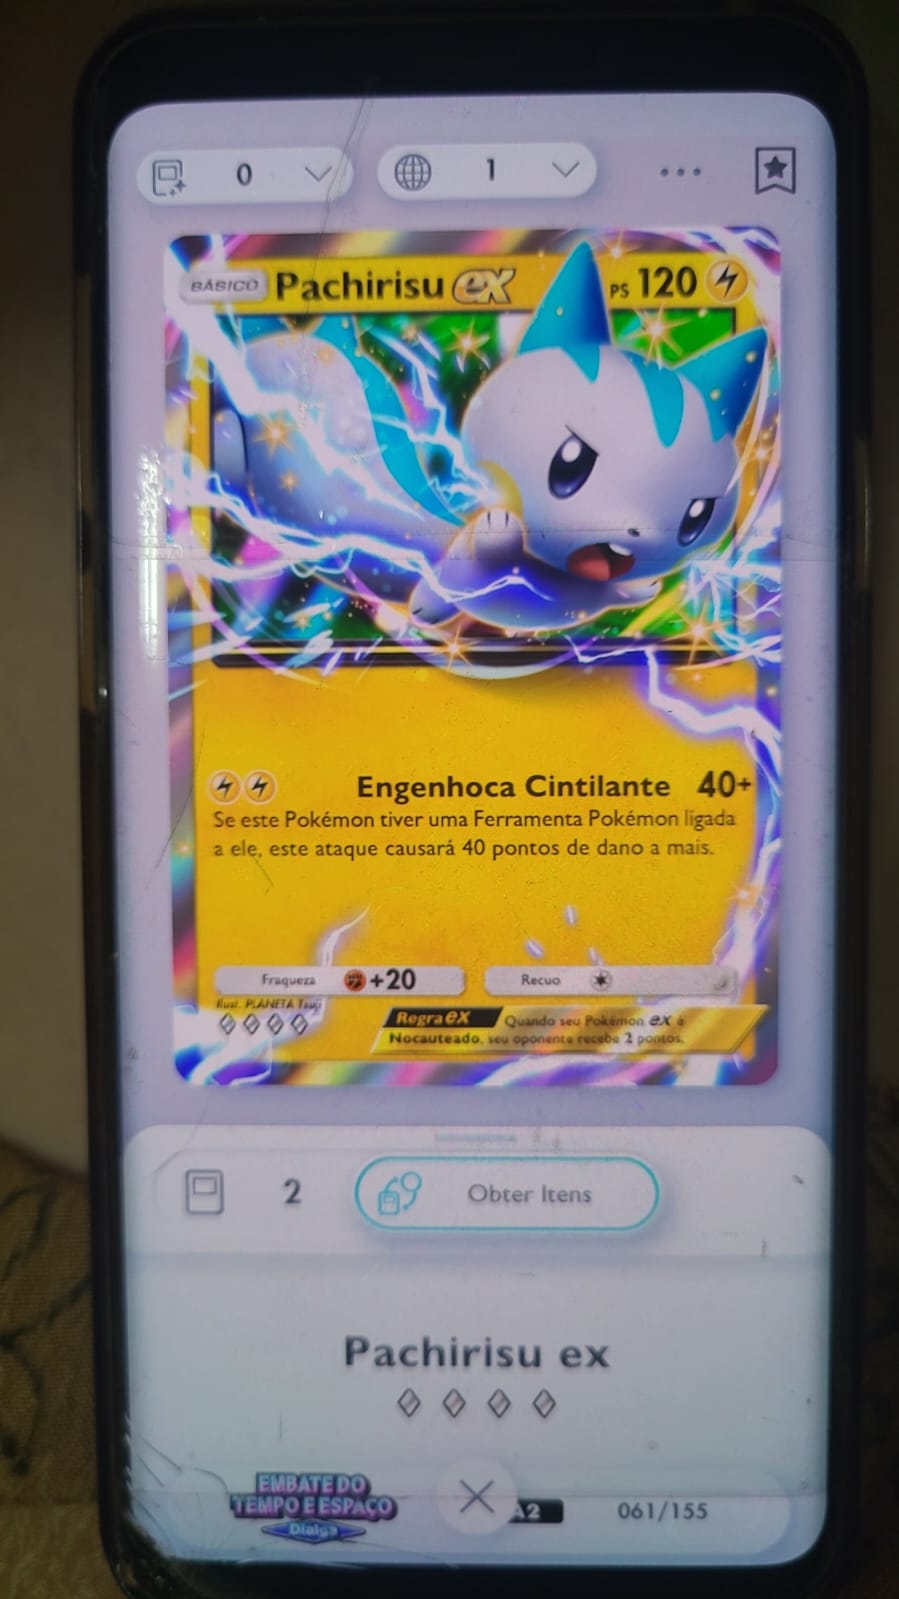 0
1
BÁSICO Pachirisu ex PS 120
Engenhoca Cintilante 40+
Se este Pokémon tiver uma Ferramenta Pokémon ligada
a ele, este ataque causará 40 pontos de dano a mais.
Fraqueza +20 Recuo
Ilust. PLANETA Tsuji
Regra ex Quando seu Pokémon ex é
Nocauteado, seu oponente recebe 2 pontos.
2 Obter Itens
Pachirisu ex
EMBATE DO
TEMPO E ESPAÇO
Dialga
A2 061/155